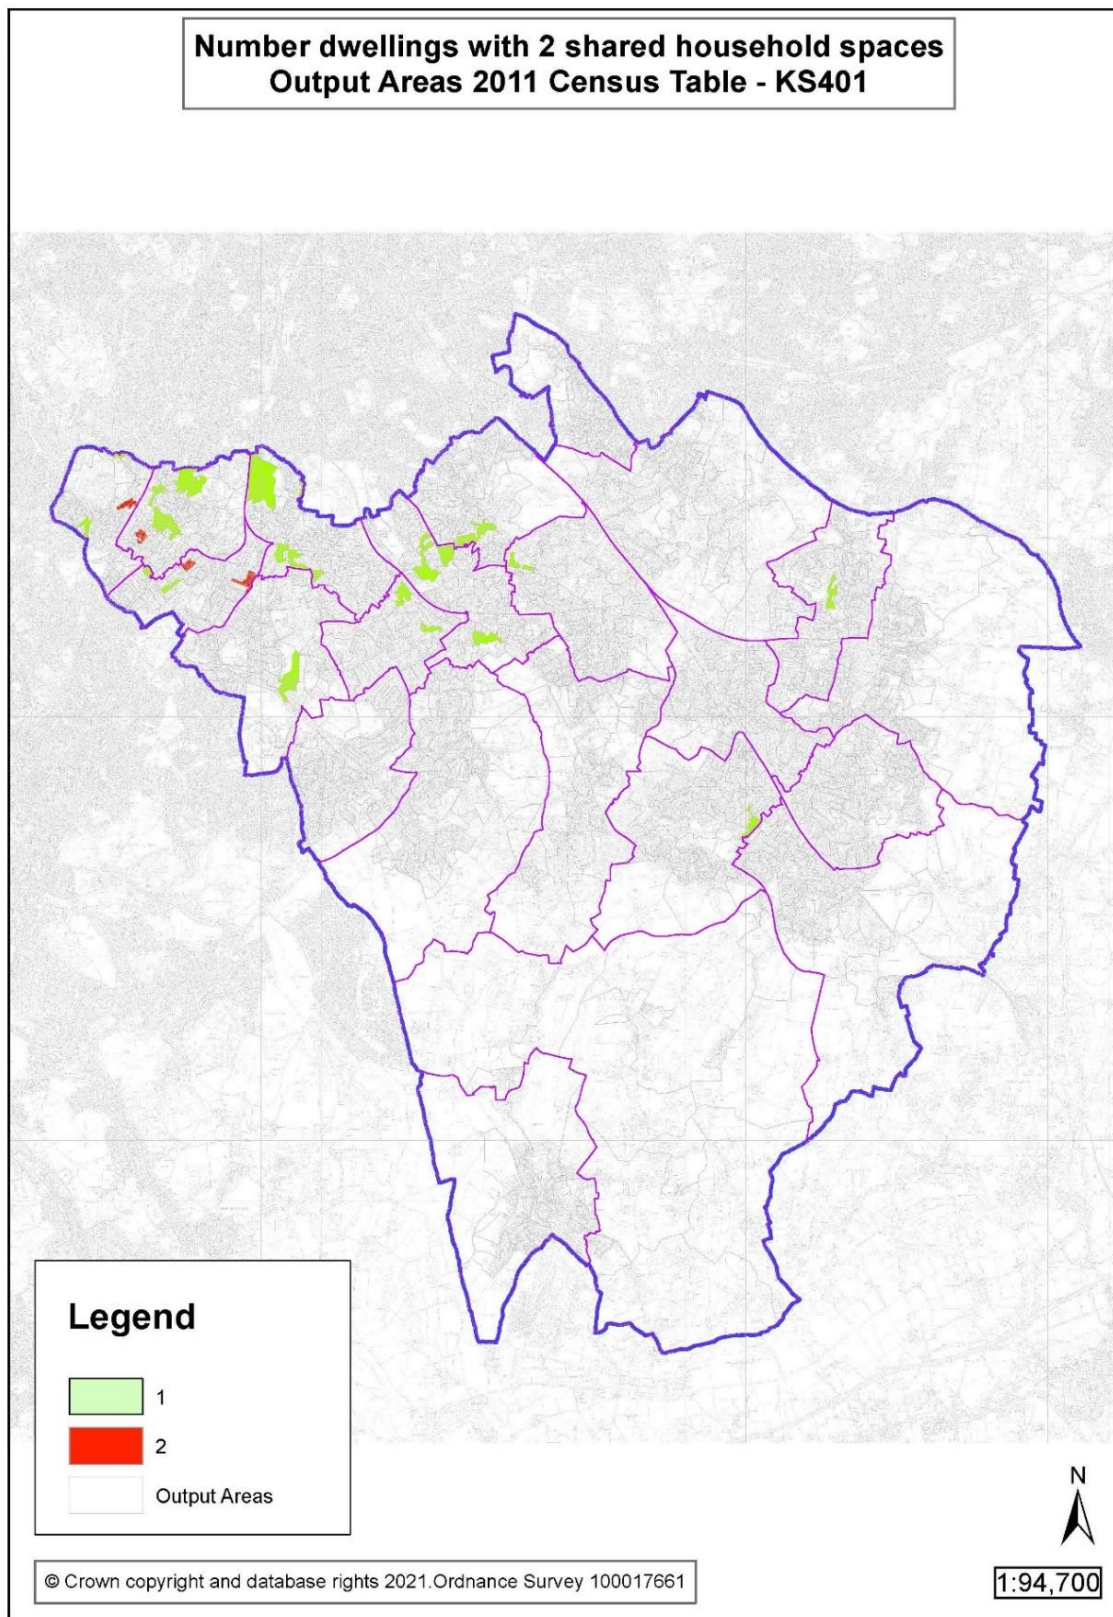 Number dwellings with 2 shared household spaces
Output Areas 2011 Census Table - KS401
Legend
1
2
Output Areas
N
© Crown copyright and database rights 2021.Ordnance Survey 100017661
1:94,700